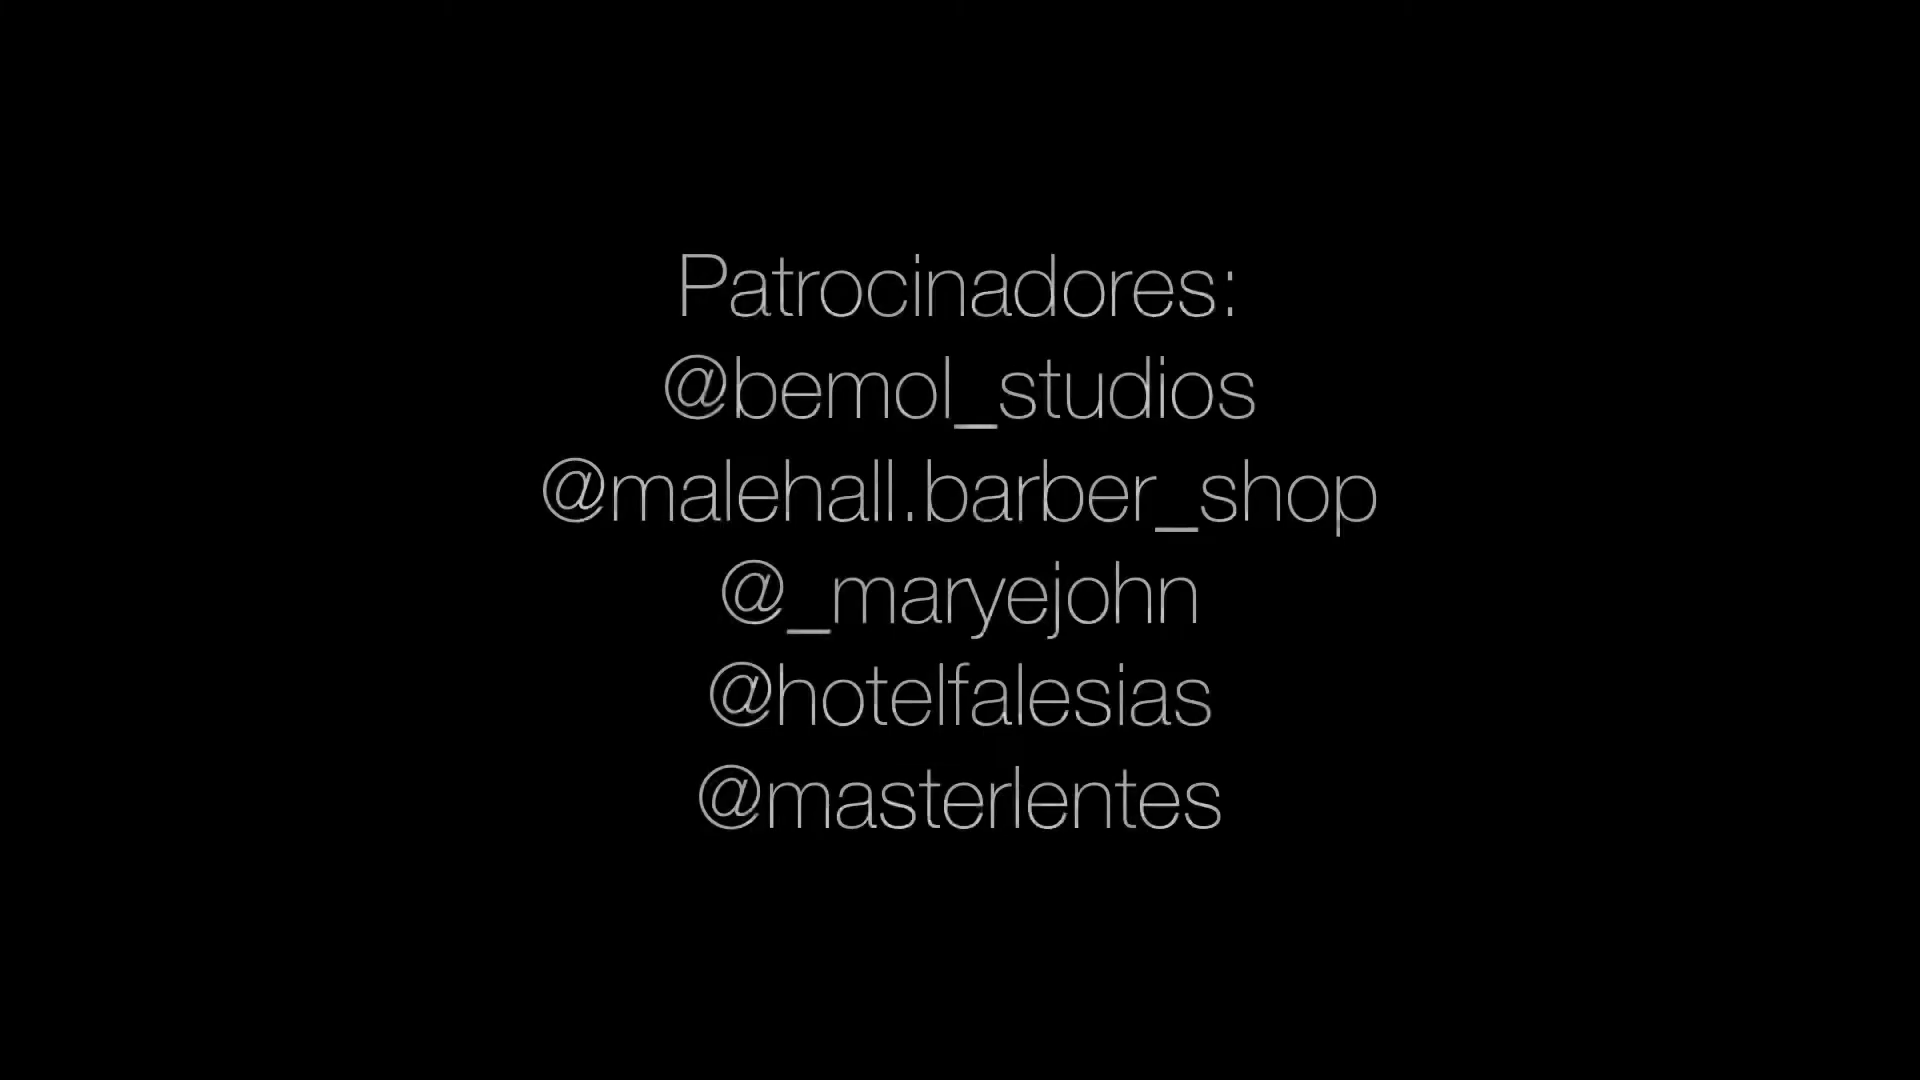 Patrocinadores:
@bemol_studios
@malehall.barber_shop
@_maryejohn
@hotelfalesias
@masterlentes